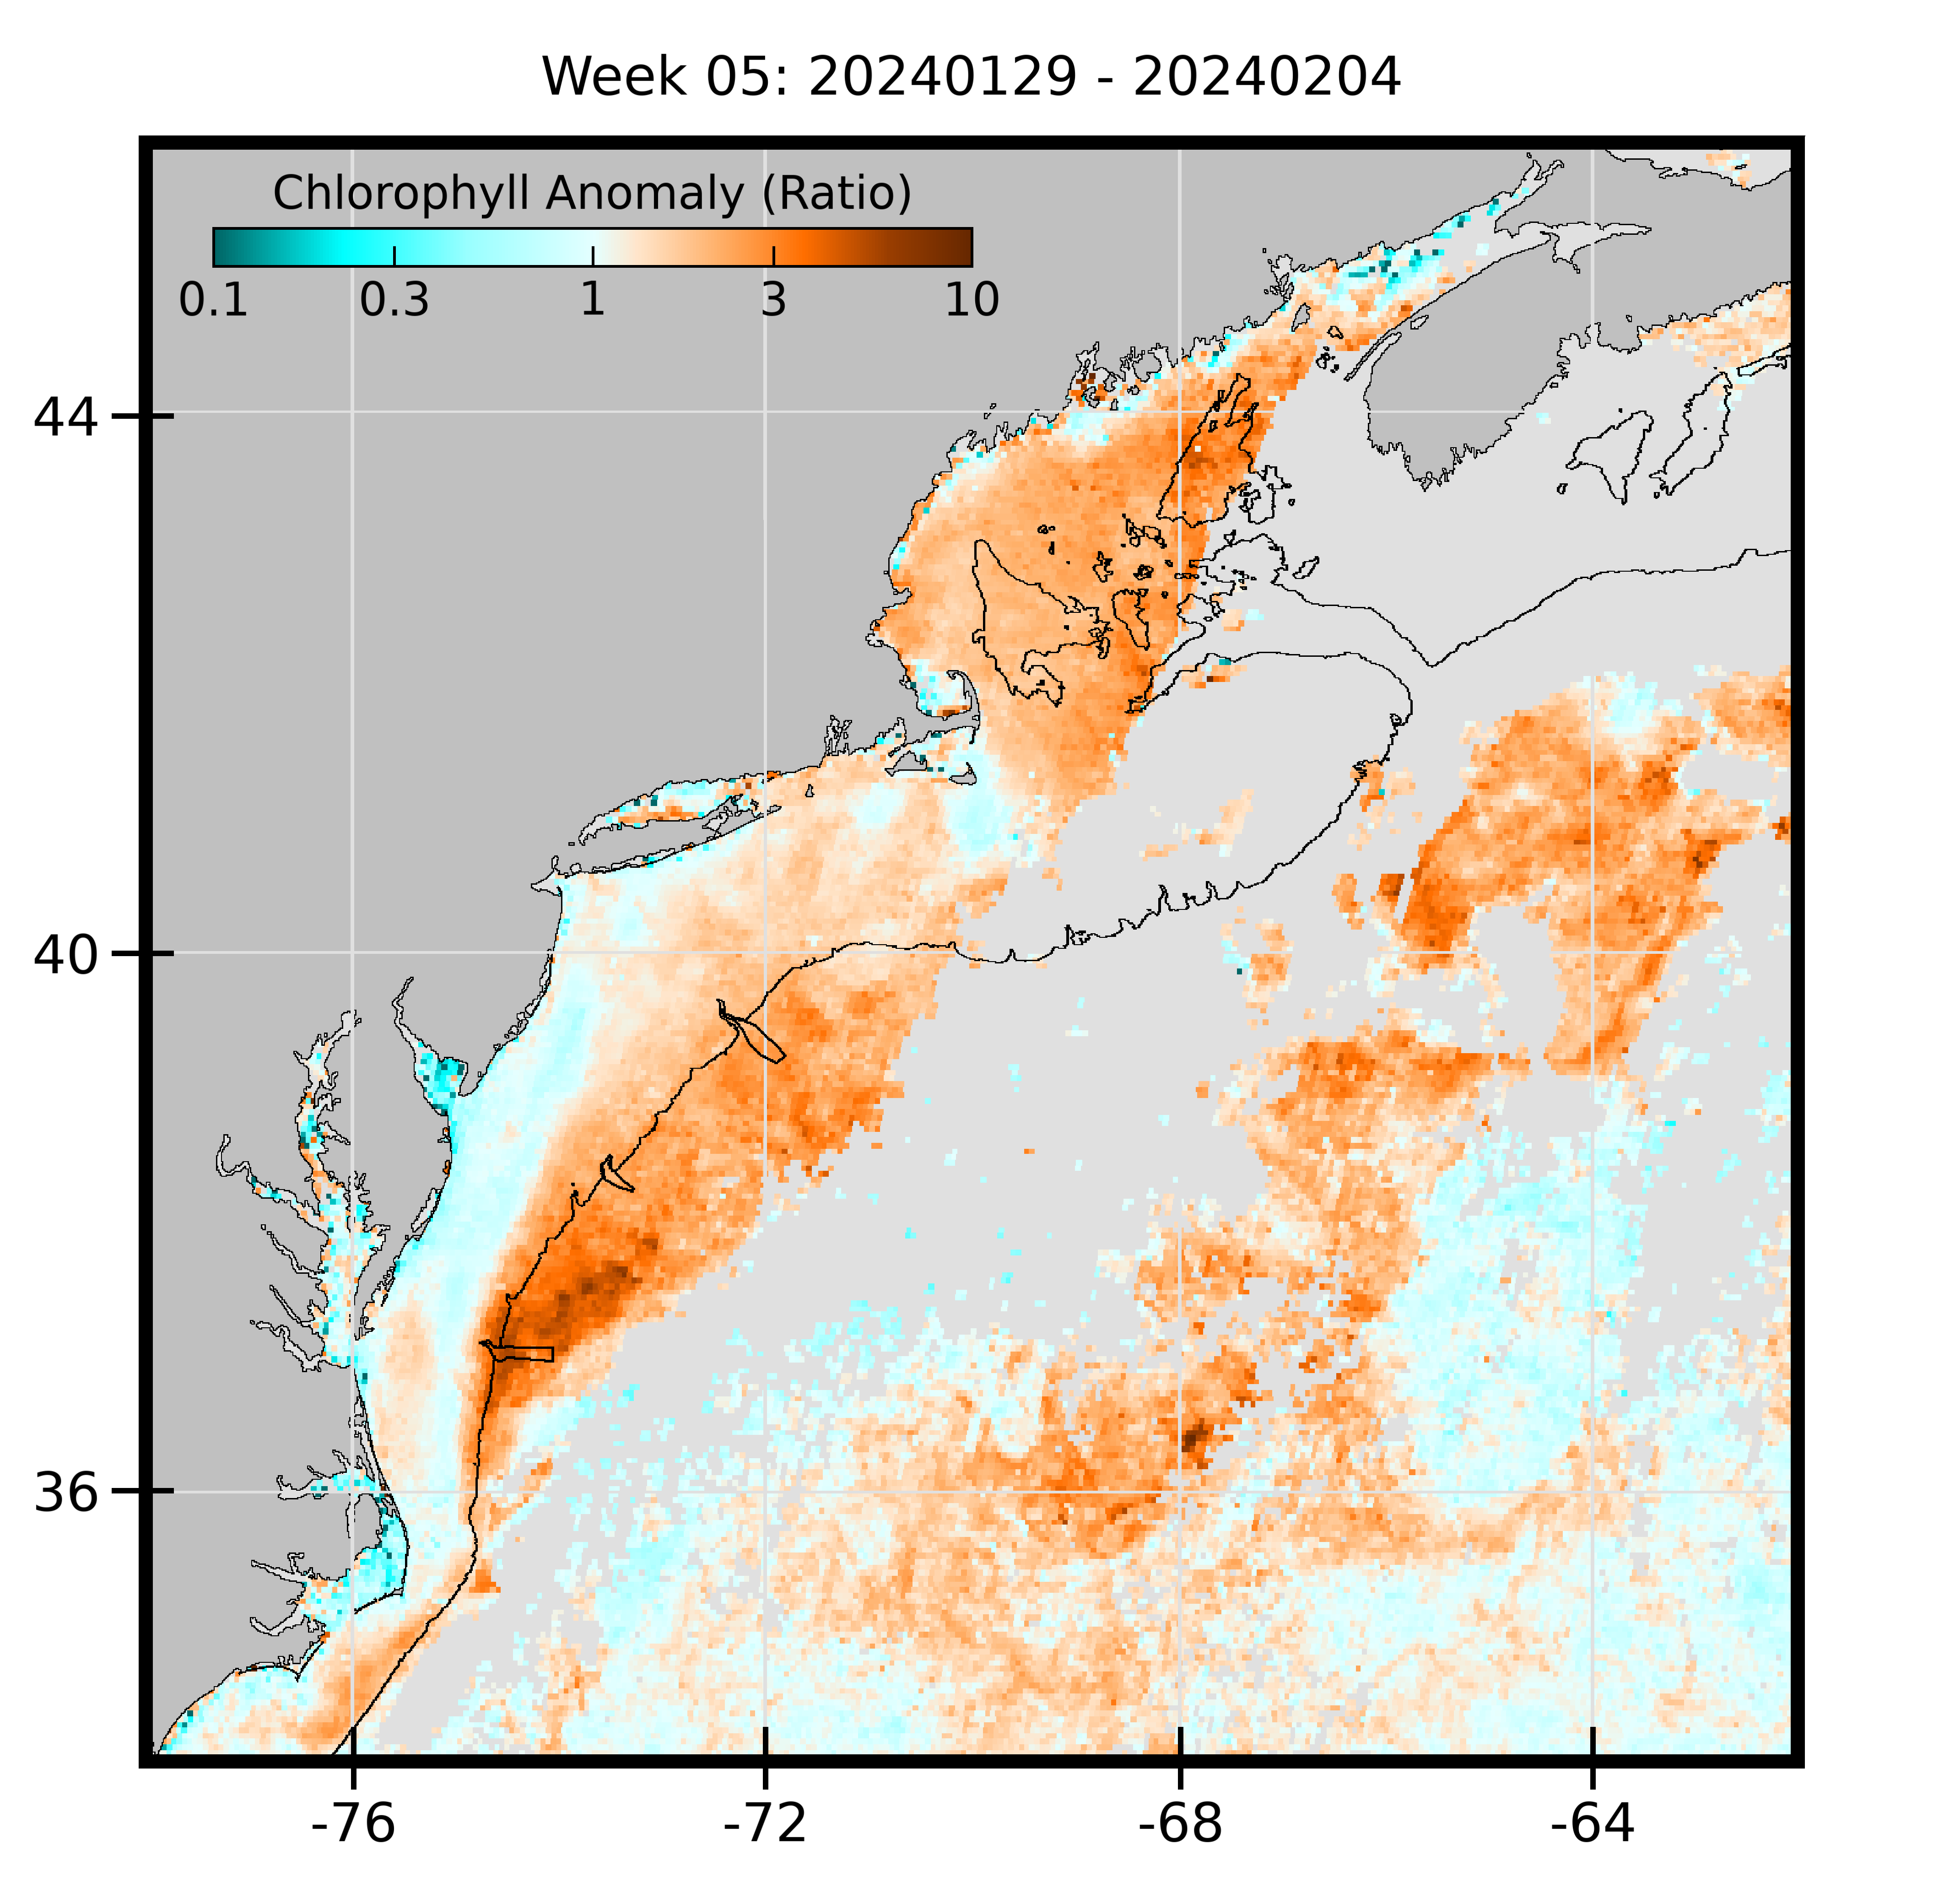 Week 05: 20240129 - 20240204
Chlorophyll Anomaly (Ratio)
0.1 0.3 1 3 10
44
40
36
-76 -72 -68 -64